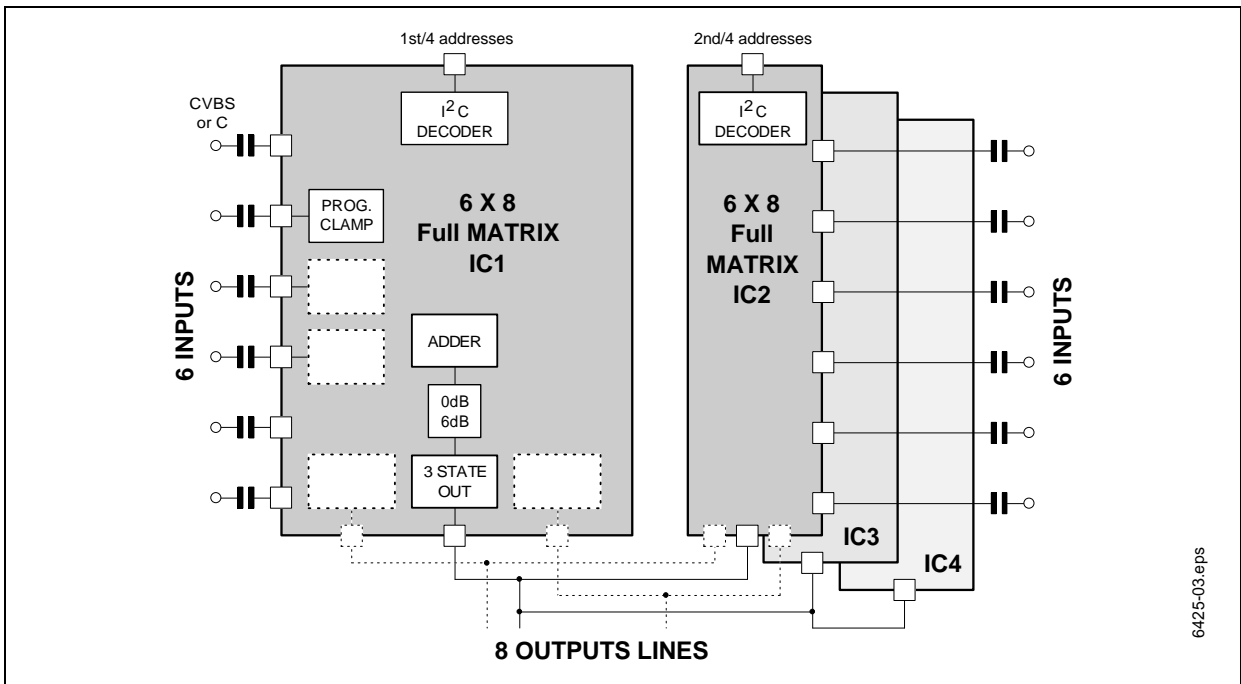 1st/4 addresses
2nd/4 addresses
CVBS
or C
I2C
DECODER
I2C
DECODER
PROG.
CLAMP
6 X 8
Full MATRIX
IC1
6 X 8
Full
MATRIX
IC2
6 INPUTS
6 INPUTS
ADDER
0dB
6dB
3 STATE
OUT
IC3
IC4
8 OUTPUTS LINES
6425-03.eps